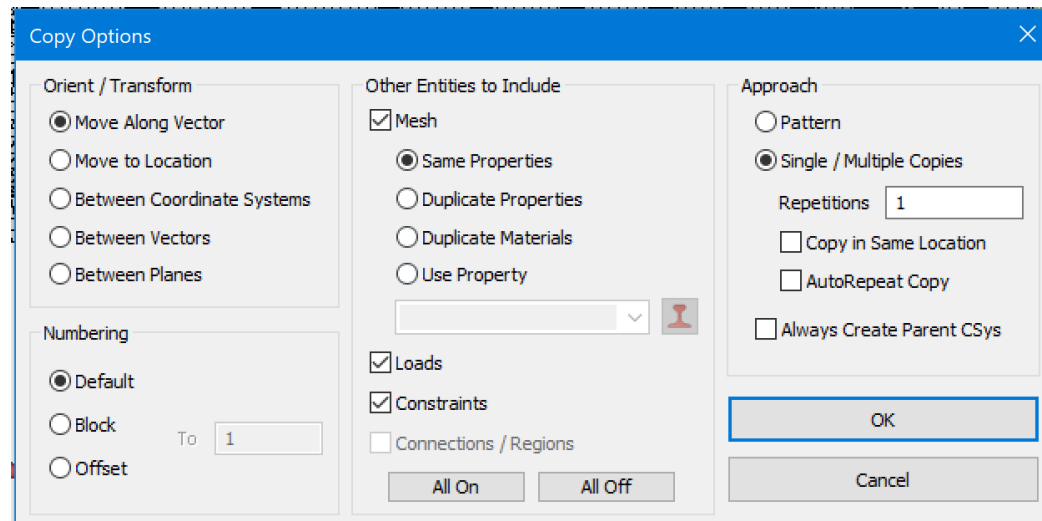 Copy Options
Orient / Transform
Move Along Vector
Move to Location
Between Coordinate Systems
Between Vectors
Between Planes
Numbering
Default
Block
To 1
Offset
Other Entities to Include
Mesh
Same Properties
Duplicate Properties
Duplicate Materials
Use Property
Loads
Constraints
Connections / Regions
All On All Off
Approach
Pattern
Single / Multiple Copies
Repetitions 1
Copy in Same Location
AutoRepeat Copy
Always Create Parent CSys
OK
Cancel